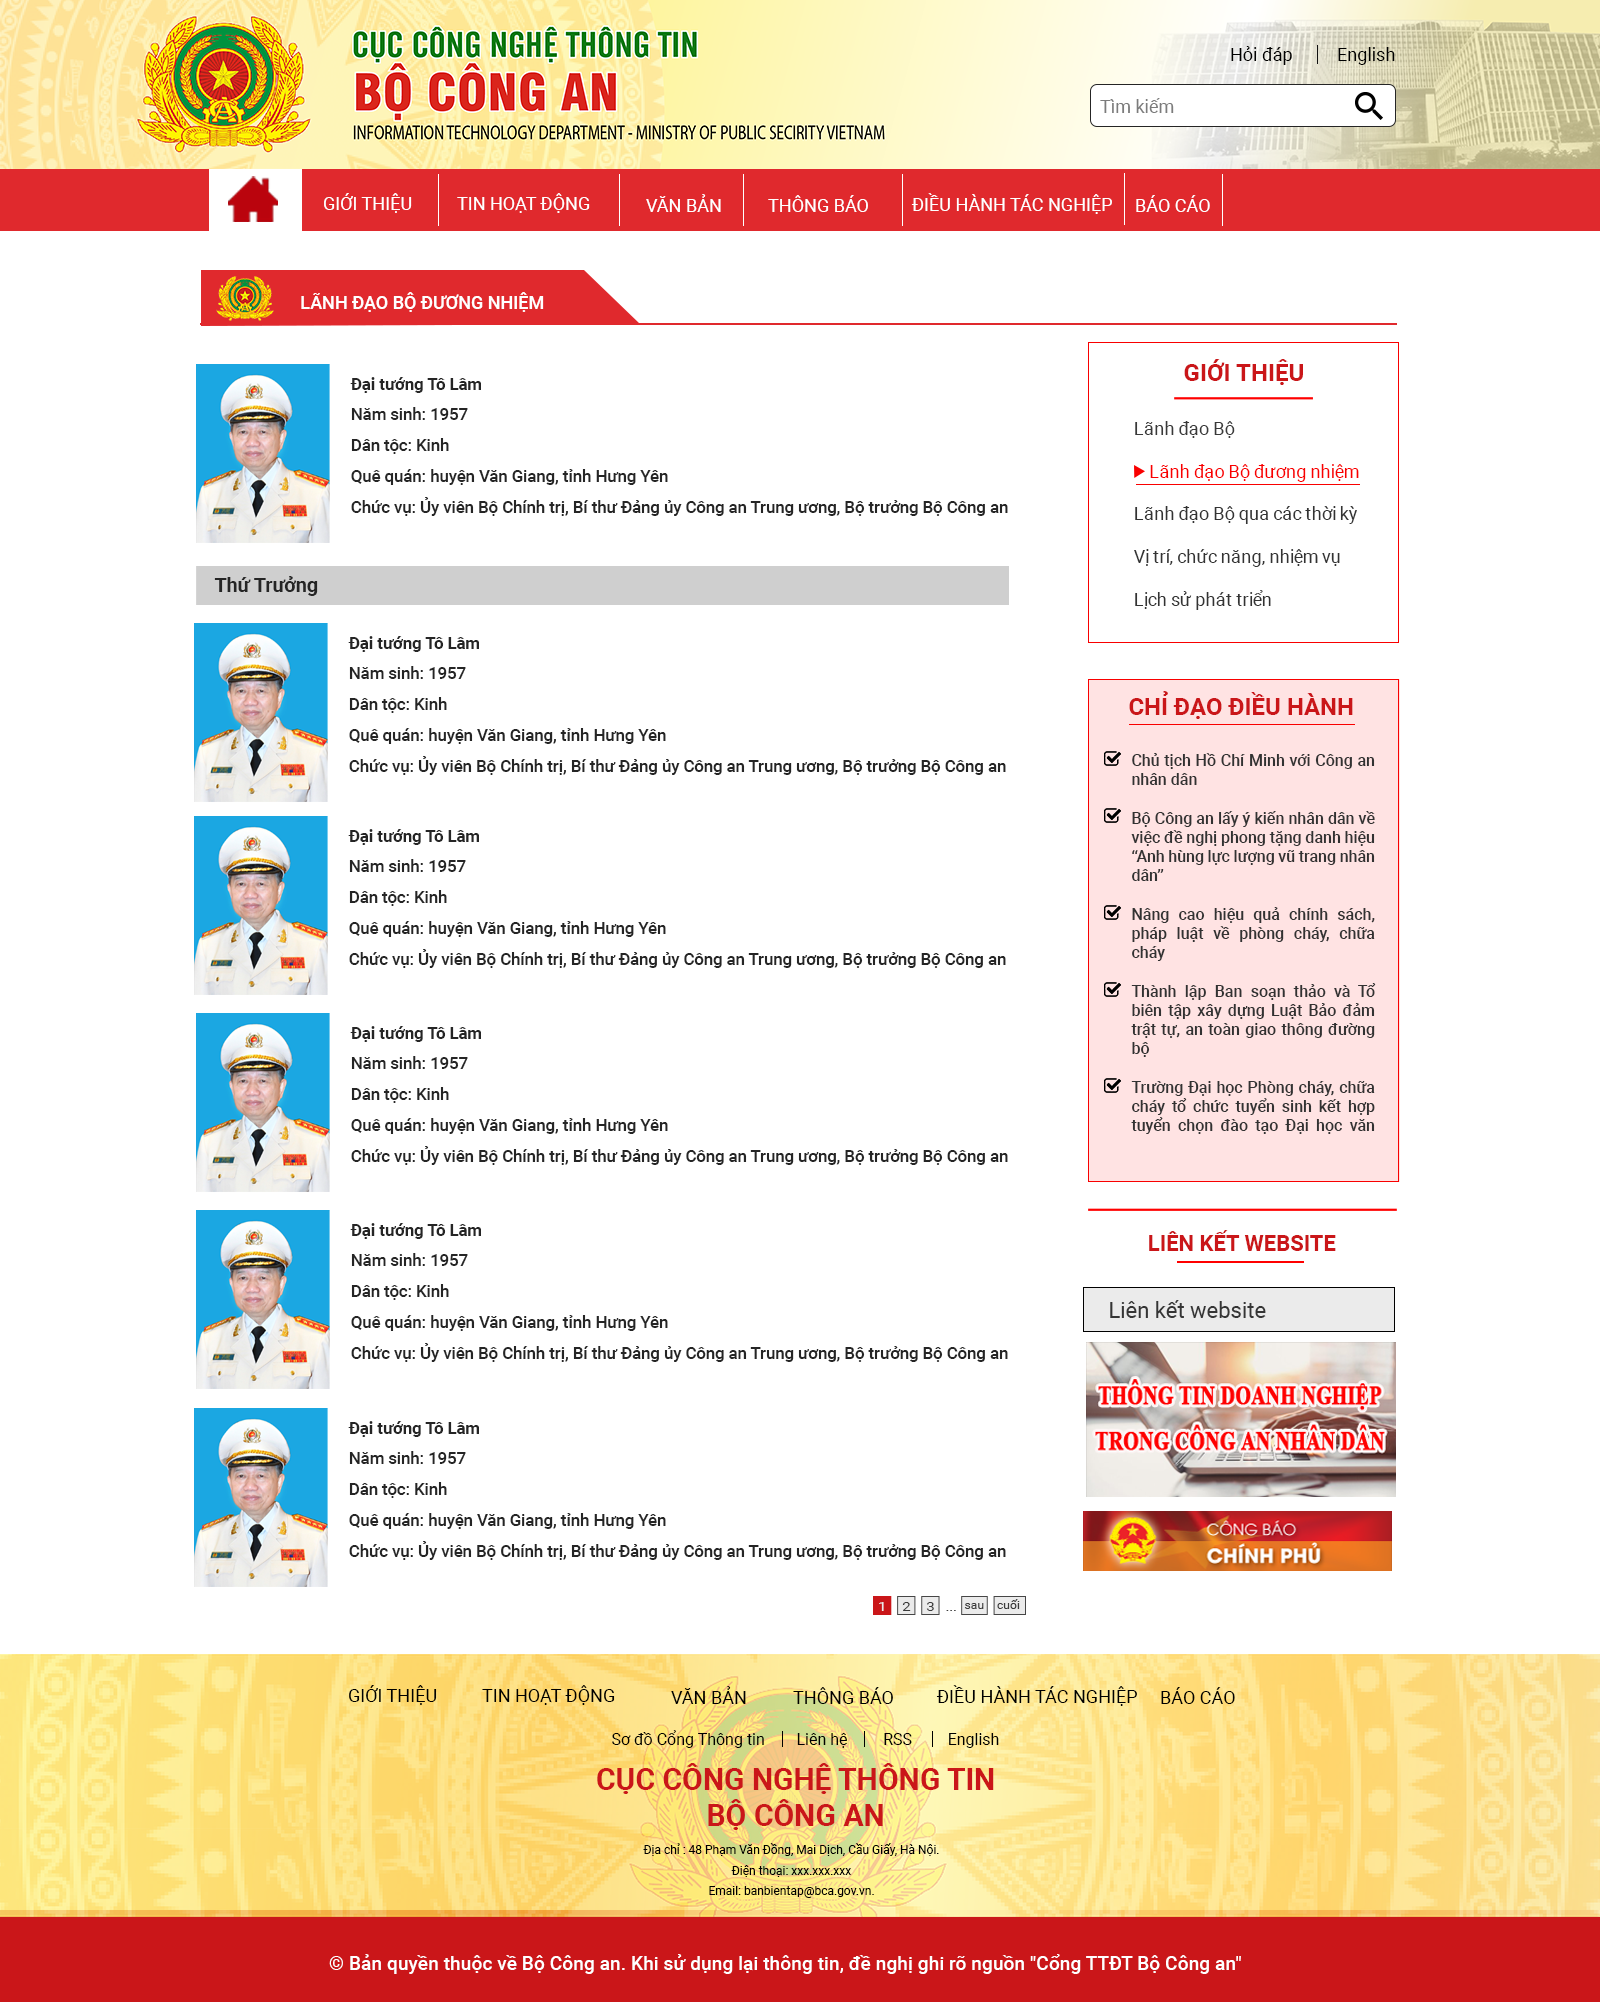 CỤC CÔNG NGHỆ THÔNG TIN
BỘ CÔNG AN
INFORMATION TECHNOLOGY DEPARTMENT - MINISTRY OF PUBLIC SECIRITY VIETNAM
Hỏi đáp | English
Tìm kiếm
GIỚI THIỆU TIN HOẠT ĐỘNG VĂN BẢN THÔNG BÁO ĐIỀU HÀNH TÁC NGHIỆP BÁO CÁO
LÃNH ĐẠO BỘ ĐƯƠNG NHIỆM
Đại tướng Tô Lâm
Năm sinh: 1957
Dân tộc: Kinh
Quê quán: huyện Văn Giang, tỉnh Hưng Yên
Chức vụ: Ủy viên Bộ Chính trị, Bí thư Đảng ủy Công an Trung ương, Bộ trưởng Bộ Công an
Thứ Trưởng
Đại tướng Tô Lâm
Năm sinh: 1957
Dân tộc: Kinh
Quê quán: huyện Văn Giang, tỉnh Hưng Yên
Chức vụ: Ủy viên Bộ Chính trị, Bí thư Đảng ủy Công an Trung ương, Bộ trưởng Bộ Công an
Đại tướng Tô Lâm
Năm sinh: 1957
Dân tộc: Kinh
Quê quán: huyện Văn Giang, tỉnh Hưng Yên
Chức vụ: Ủy viên Bộ Chính trị, Bí thư Đảng ủy Công an Trung ương, Bộ trưởng Bộ Công an
Đại tướng Tô Lâm
Năm sinh: 1957
Dân tộc: Kinh
Quê quán: huyện Văn Giang, tỉnh Hưng Yên
Chức vụ: Ủy viên Bộ Chính trị, Bí thư Đảng ủy Công an Trung ương, Bộ trưởng Bộ Công an
Đại tướng Tô Lâm
Năm sinh: 1957
Dân tộc: Kinh
Quê quán: huyện Văn Giang, tỉnh Hưng Yên
Chức vụ: Ủy viên Bộ Chính trị, Bí thư Đảng ủy Công an Trung ương, Bộ trưởng Bộ Công an
Đại tướng Tô Lâm
Năm sinh: 1957
Dân tộc: Kinh
Quê quán: huyện Văn Giang, tỉnh Hưng Yên
Chức vụ: Ủy viên Bộ Chính trị, Bí thư Đảng ủy Công an Trung ương, Bộ trưởng Bộ Công an
1 2 3 ... sau cuối
GIỚI THIỆU
Lãnh đạo Bộ
Lãnh đạo Bộ đương nhiệm
Lãnh đạo Bộ qua các thời kỳ
Vị trí, chức năng, nhiệm vụ
Lịch sử phát triển
CHỈ ĐẠO ĐIỀU HÀNH
Chủ tịch Hồ Chí Minh với Công an
nhân dân
Bộ Công an lấy ý kiến nhân dân về
việc đề nghị phong tặng danh hiệu
“Anh hùng lực lượng vũ trang nhân
dân”
Nâng cao hiệu quả chính sách,
pháp luật về phòng cháy, chữa
cháy
Thành lập Ban soạn thảo và Tổ
biên tập xây dựng Luật Bảo đảm
trật tự, an toàn giao thông đường
bộ
Trường Đại học Phòng cháy, chữa
cháy tổ chức tuyển sinh kết hợp
tuyển chọn đào tạo Đại học văn
LIÊN KẾT WEBSITE
Liên kết website
THÔNG TIN DOANH NGHIỆP
TRONG CÔNG AN NHÂN DÂN
CÔNG BÁO
CHÍNH PHỦ
GIỚI THIỆU TIN HOẠT ĐỘNG VĂN BẢN THÔNG BÁO ĐIỀU HÀNH TÁC NGHIỆP BÁO CÁO
Sơ đồ Cổng Thông tin | Liên hệ | RSS | English
CỤC CÔNG NGHỆ THÔNG TIN
BỘ CÔNG AN
Địa chỉ : 48 Phạm Văn Đồng, Mai Dịch, Cầu Giấy, Hà Nội.
Điện thoại: xxx.xxx.xxx
Email: banbientap@bca.gov.vn.
© Bản quyền thuộc về Bộ Công an. Khi sử dụng lại thông tin, đề nghị ghi rõ nguồn "Cổng TTĐT Bộ Công an"